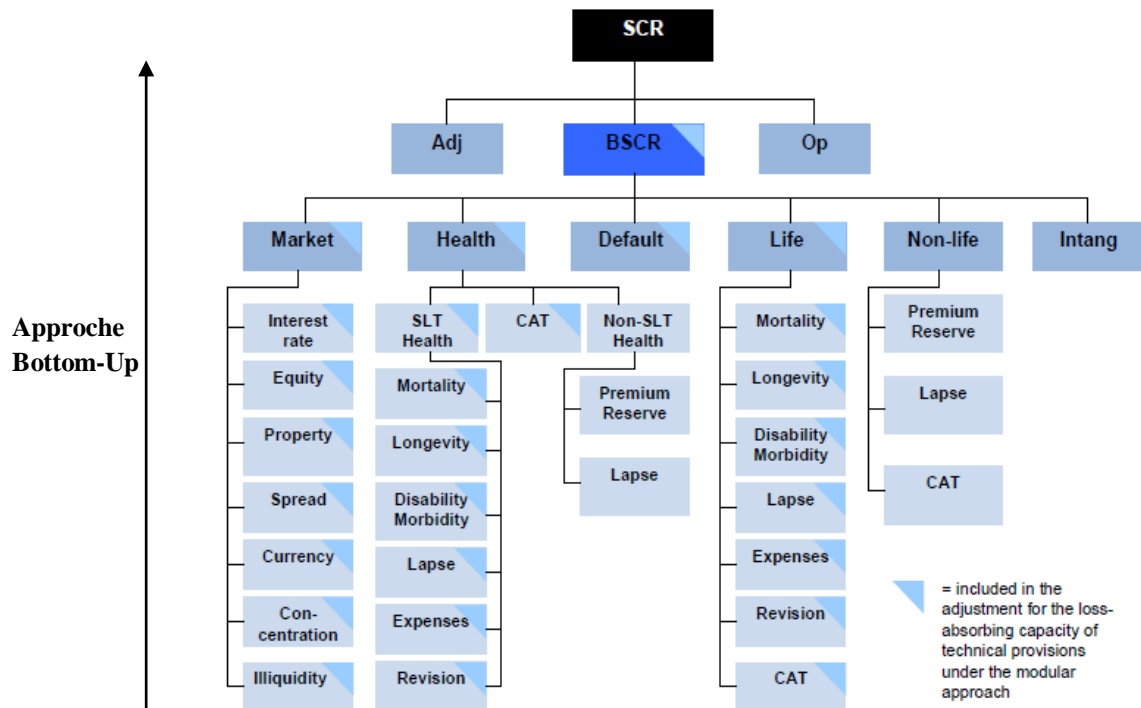 SCR
Adj
BSCR
Op
Market
Health
Default
Life
Non-life
Intang
Approche
Bottom-Up
Interest
rate
Equity
Property
Spread
Currency
Con-
centration
Illiquidity
SLT
Health
Mortality
Longevity
Disability
Morbidity
Lapse
Expenses
Revision
CAT
Non-SLT
Health
Premium
Reserve
Lapse
Mortality
Longevity
Disability
Morbidity
Lapse
Expenses
Revision
CAT
Premium
Reserve
Lapse
CAT
= included in the
adjustment for the loss-
absorbing capacity of
technical provisions
under the modular
approach